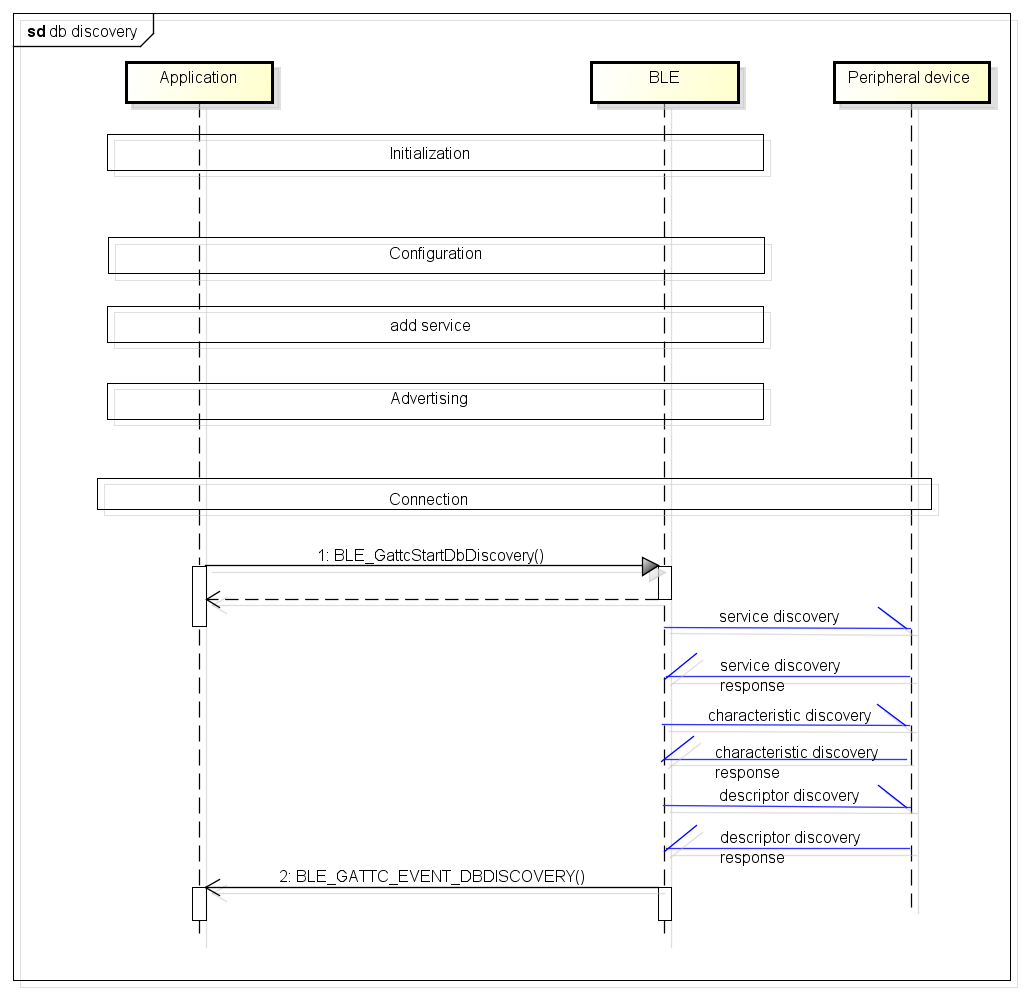 sd db discovery
Application
BLE
Peripheral device
Initialization
Configuration
add service
Advertising
Connection
1: BLE_GattcStartDbDiscovery()
service discovery
service discovery
response
characteristic discovery
characteristic discovery
response
descriptor discovery
descriptor discovery
response
2: BLE_GATTC_EVENT_DBDISCOVERY()